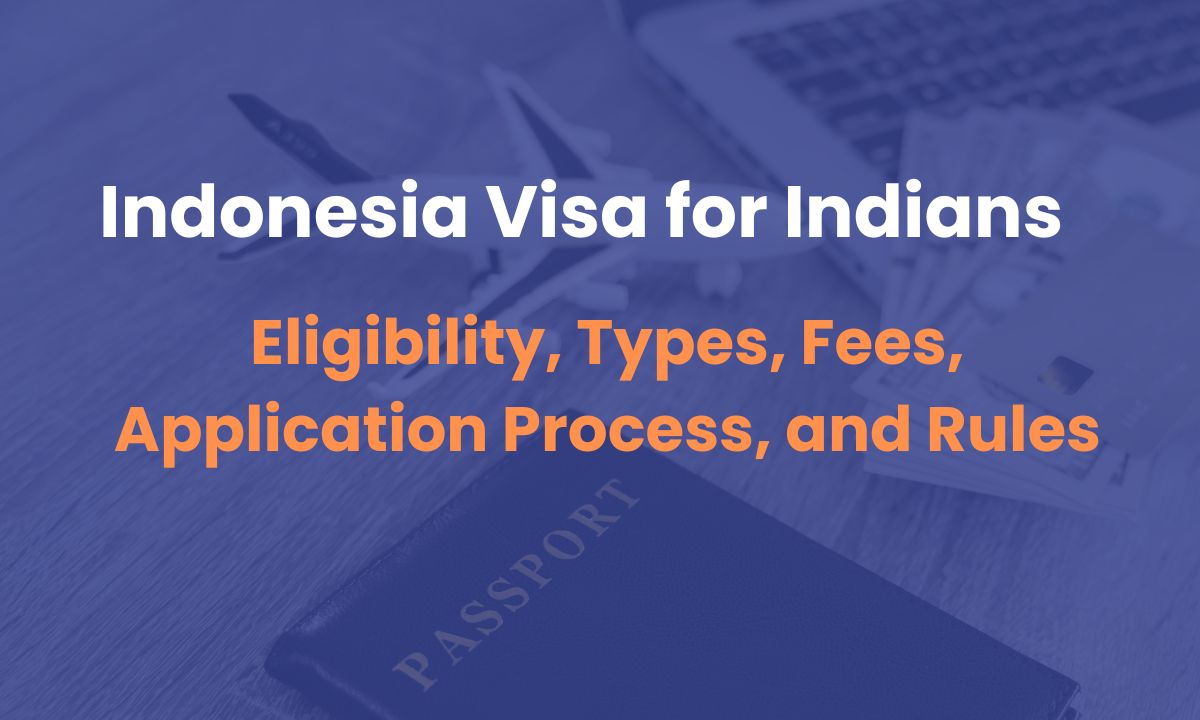 Indonesia Visa for Indians
Eligibility, Types, Fees,
Application Process, and Rules
PASSPORT